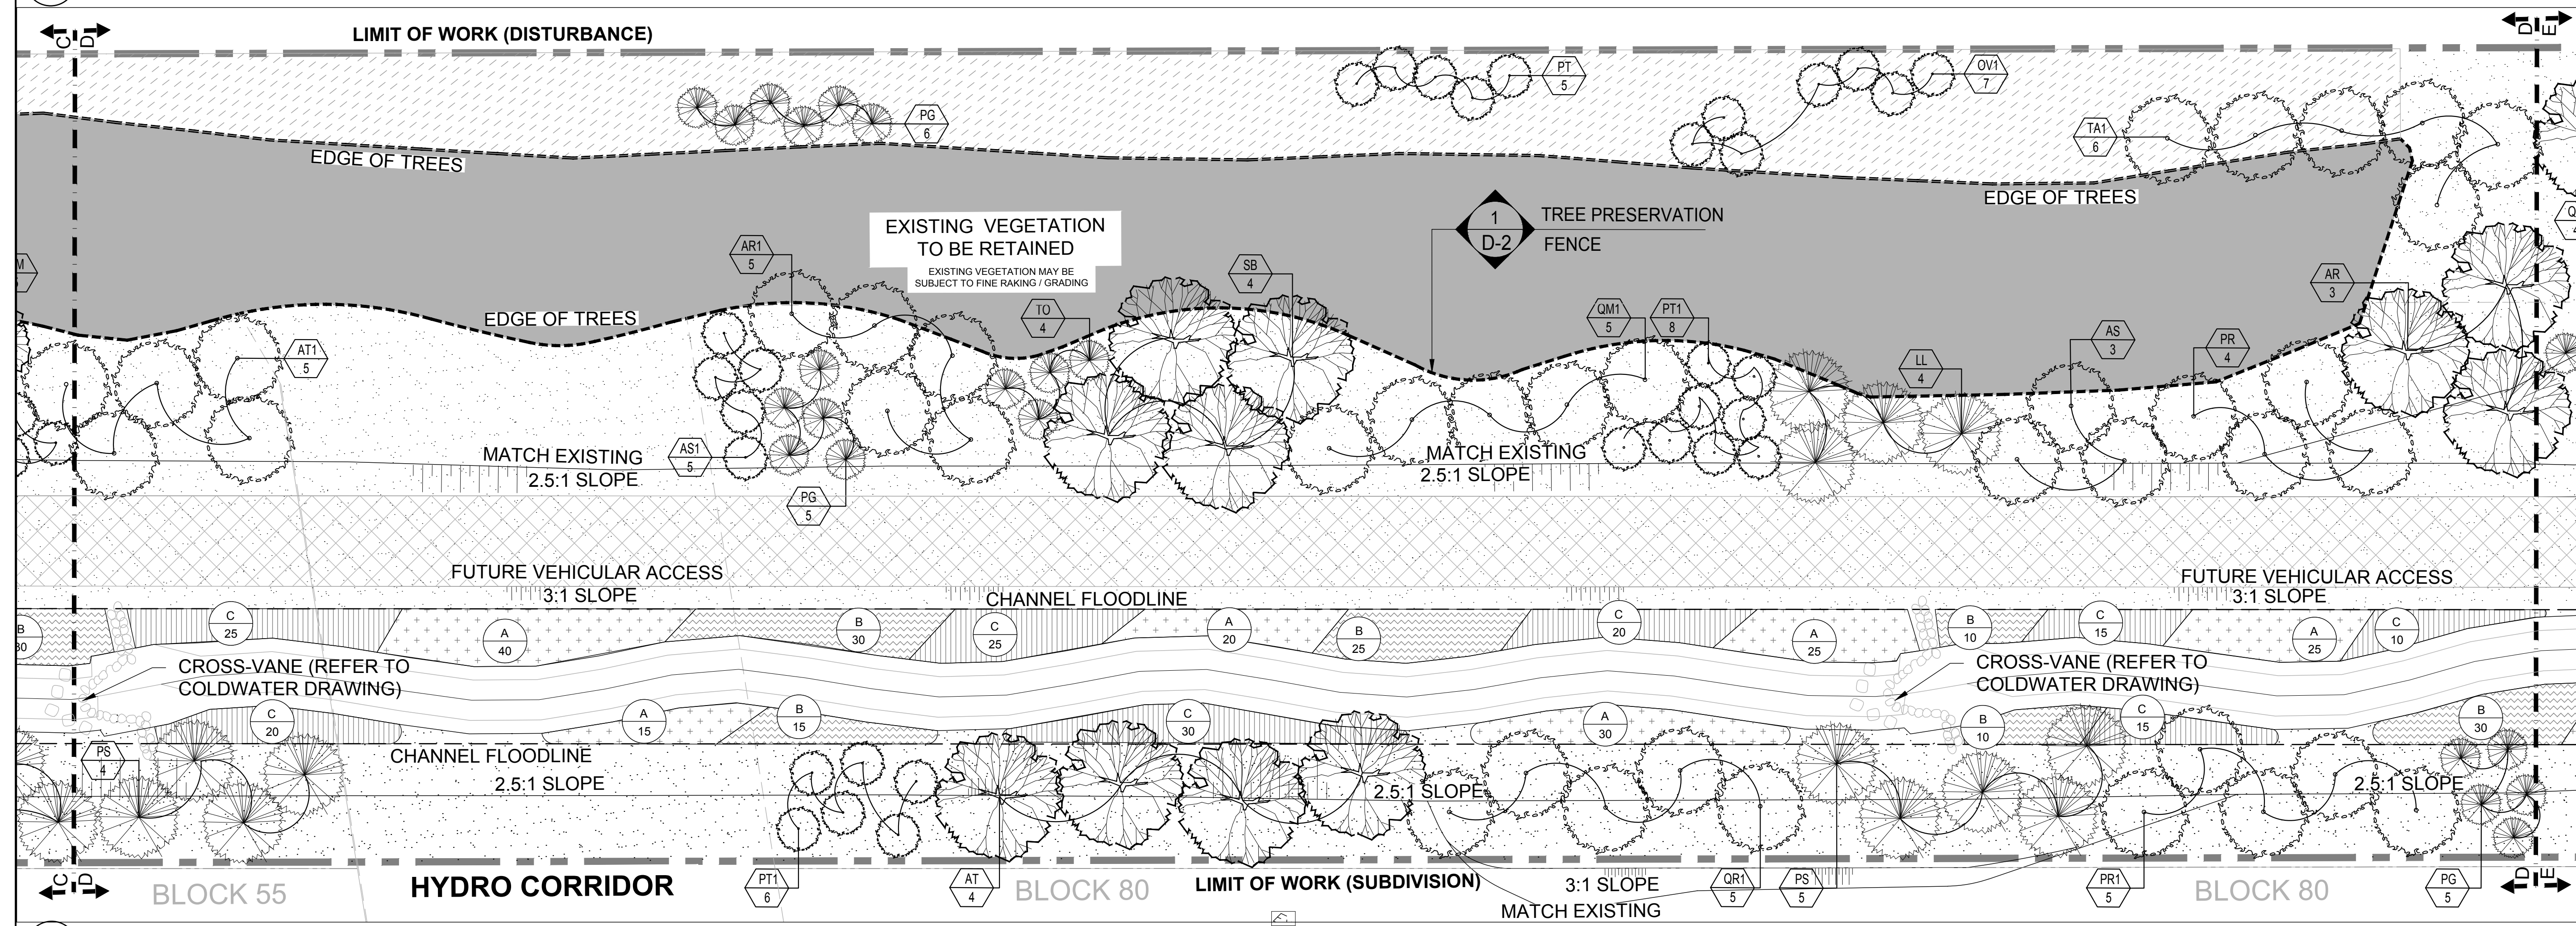 C D
D E
LIMIT OF WORK (DISTURBANCE)
PT
5
OV1
7
PG
6
TA1
6
EDGE OF TREES
EDGE OF TREES
EXISTING VEGETATION
TO BE RETAINED
EXISTING VEGETATION MAY BE
SUBJECT TO FINE RAKING / GRADING
1
D-2
TREE PRESERVATION
FENCE
AR1
5
SB
4
AR
3
EDGE OF TREES
TO
4
QM1
5
PT1
8
AS
3
PR
4
AT1
5
LL
4
MATCH EXISTING
2.5:1 SLOPE
AS1
5
MATCH EXISTING
2.5:1 SLOPE
PG
5
FUTURE VEHICULAR ACCESS
3:1 SLOPE
CHANNEL FLOODLINE
FUTURE VEHICULAR ACCESS
3:1 SLOPE
B
30
C
25
A
40
B
30
C
25
A
20
B
25
C
20
A
25
B
10
C
15
A
25
C
10
CROSS-VANE (REFER TO
COLDWATER DRAWING)
CROSS-VANE (REFER TO
COLDWATER DRAWING)
C
20
A
15
B
15
C
30
A
30
B
10
C
15
B
30
PS
4
CHANNEL FLOODLINE
2.5:1 SLOPE
2.5:1 SLOPE
2.5:1 SLOPE
C D
BLOCK 55
HYDRO CORRIDOR
PT1
6
AT
4
BLOCK 80
LIMIT OF WORK (SUBDIVISION)
3:1 SLOPE
MATCH EXISTING
QR1
5
PS
5
PR1
5
BLOCK 80
PG
5
D E